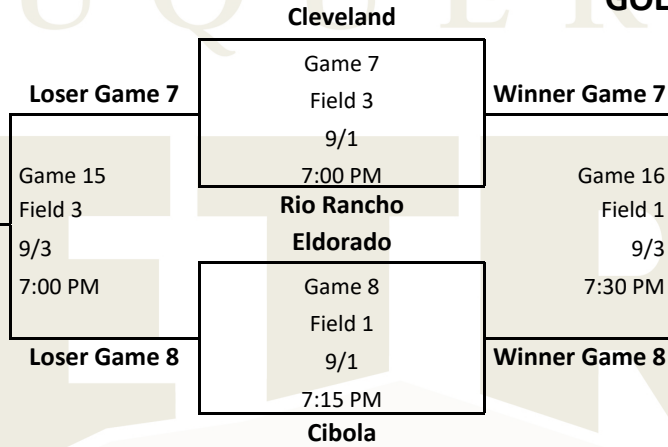 U Q U E R
GOL
Cleveland
Game 7
Field 3
9/1
7:00 PM
Rio Rancho
Loser Game 7
Winner Game 7
Game 15
Field 3
9/3
7:00 PM
Game 16
Field 1
9/3
7:30 PM
Eldorado
Game 8
Field 1
9/1
7:15 PM
Cibola
Loser Game 8
Winner Game 8